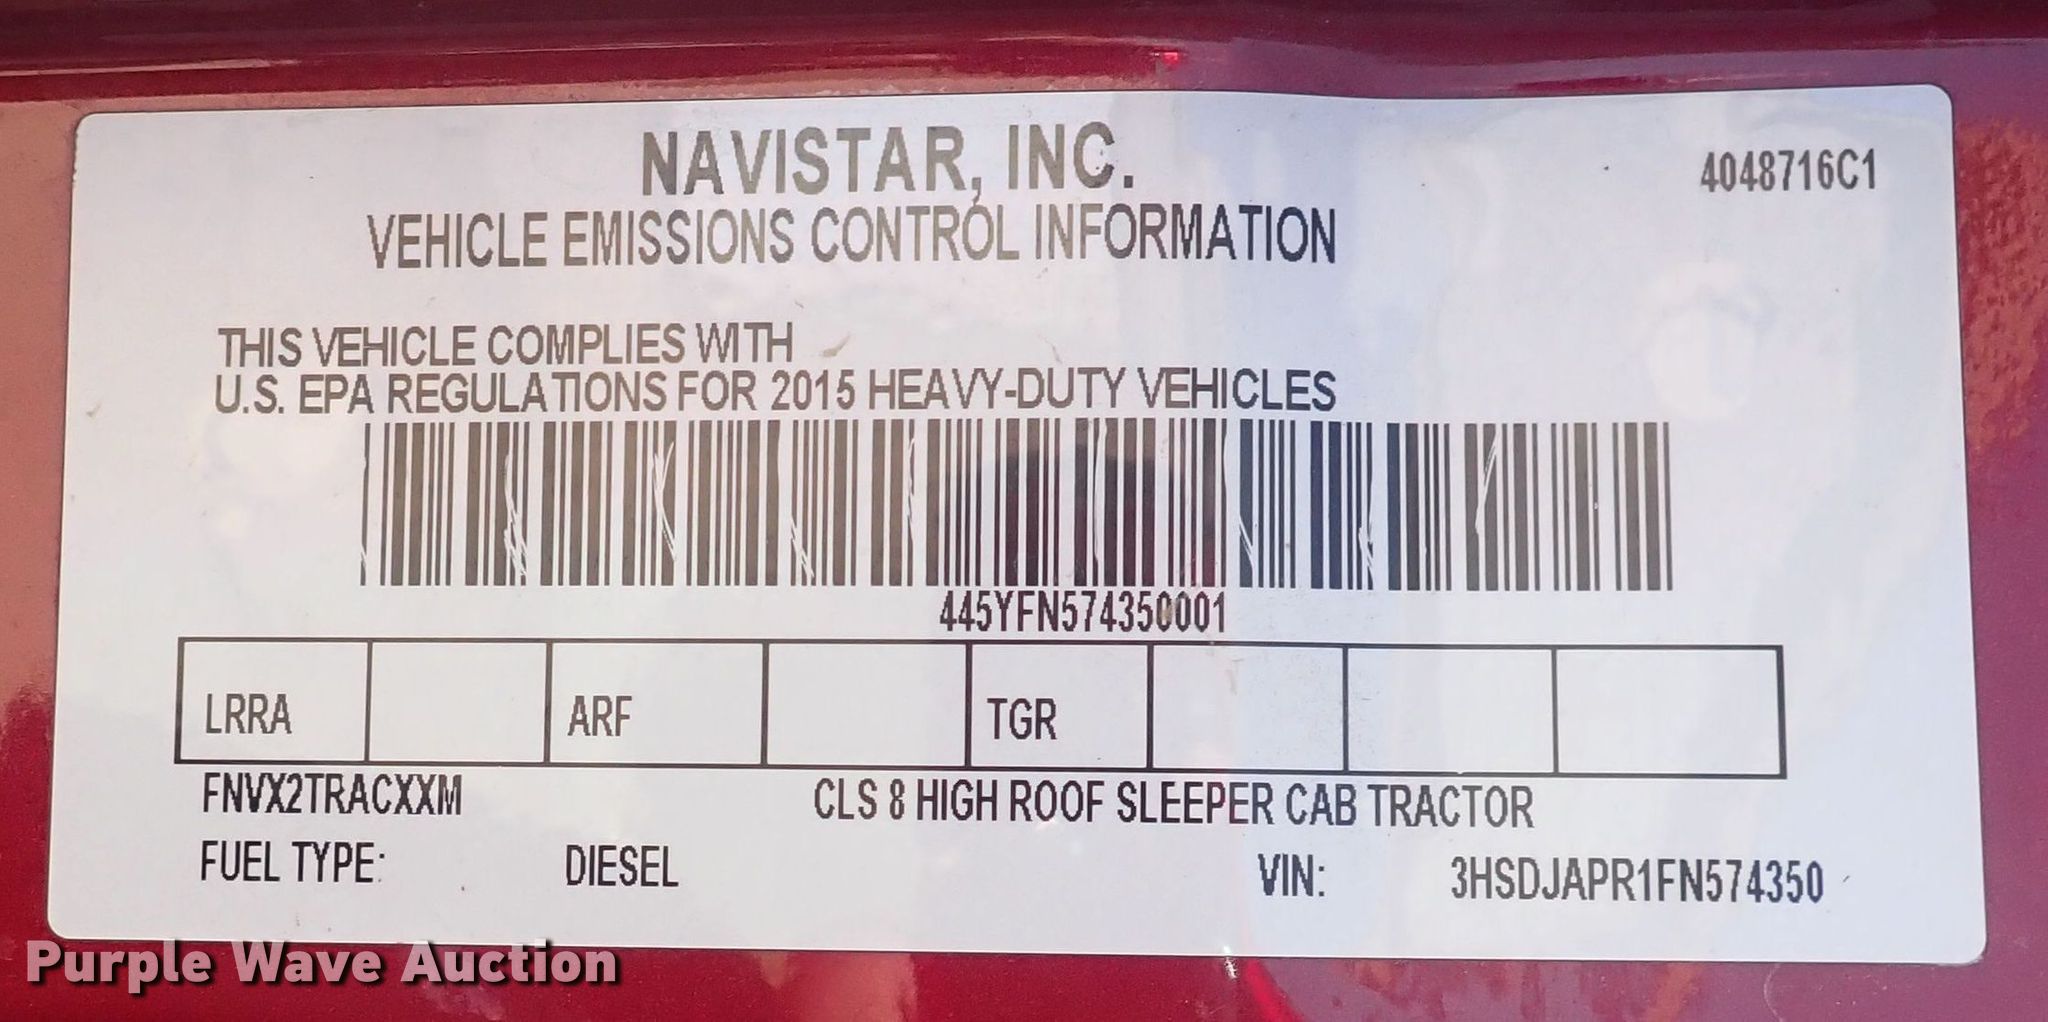 NAVISTAR, INC.
4048716C1
VEHICLE EMISSIONS CONTROL INFORMATION
THIS VEHICLE COMPLIES WITH
U.S. EPA REGULATIONS FOR 2015 HEAVY-DUTY VEHICLES
445YFN574350001
LRRA ARF TGR
FNVX2TRACXXM CLS 8 HIGH ROOF SLEEPER CAB TRACTOR
FUEL TYPE: DIESEL VIN: 3HSDJAPR1FN574350
Purple Wave Auction